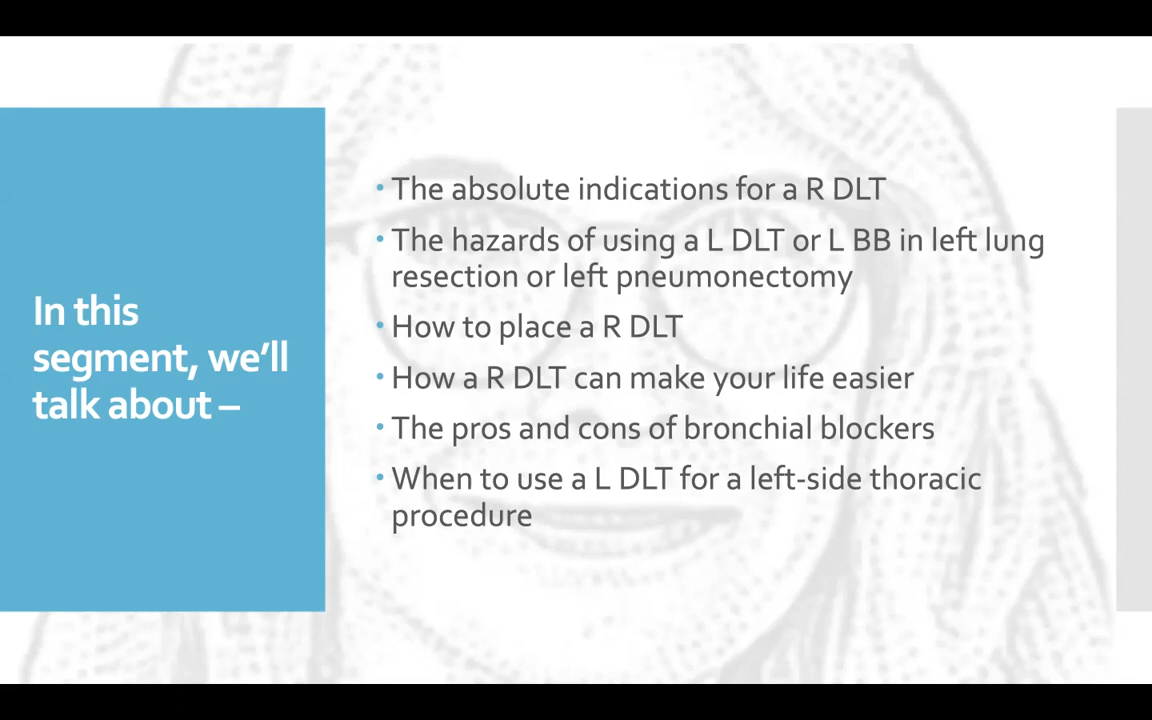 In this
segment, we’ll
talk about –
• The absolute indications for a R DLT
• The hazards of using a L DLT or L BB in left lung
resection or left pneumonectomy
• How to place a R DLT
• How a R DLT can make your life easier
• The pros and cons of bronchial blockers
• When to use a L DLT for a left-side thoracic
procedure